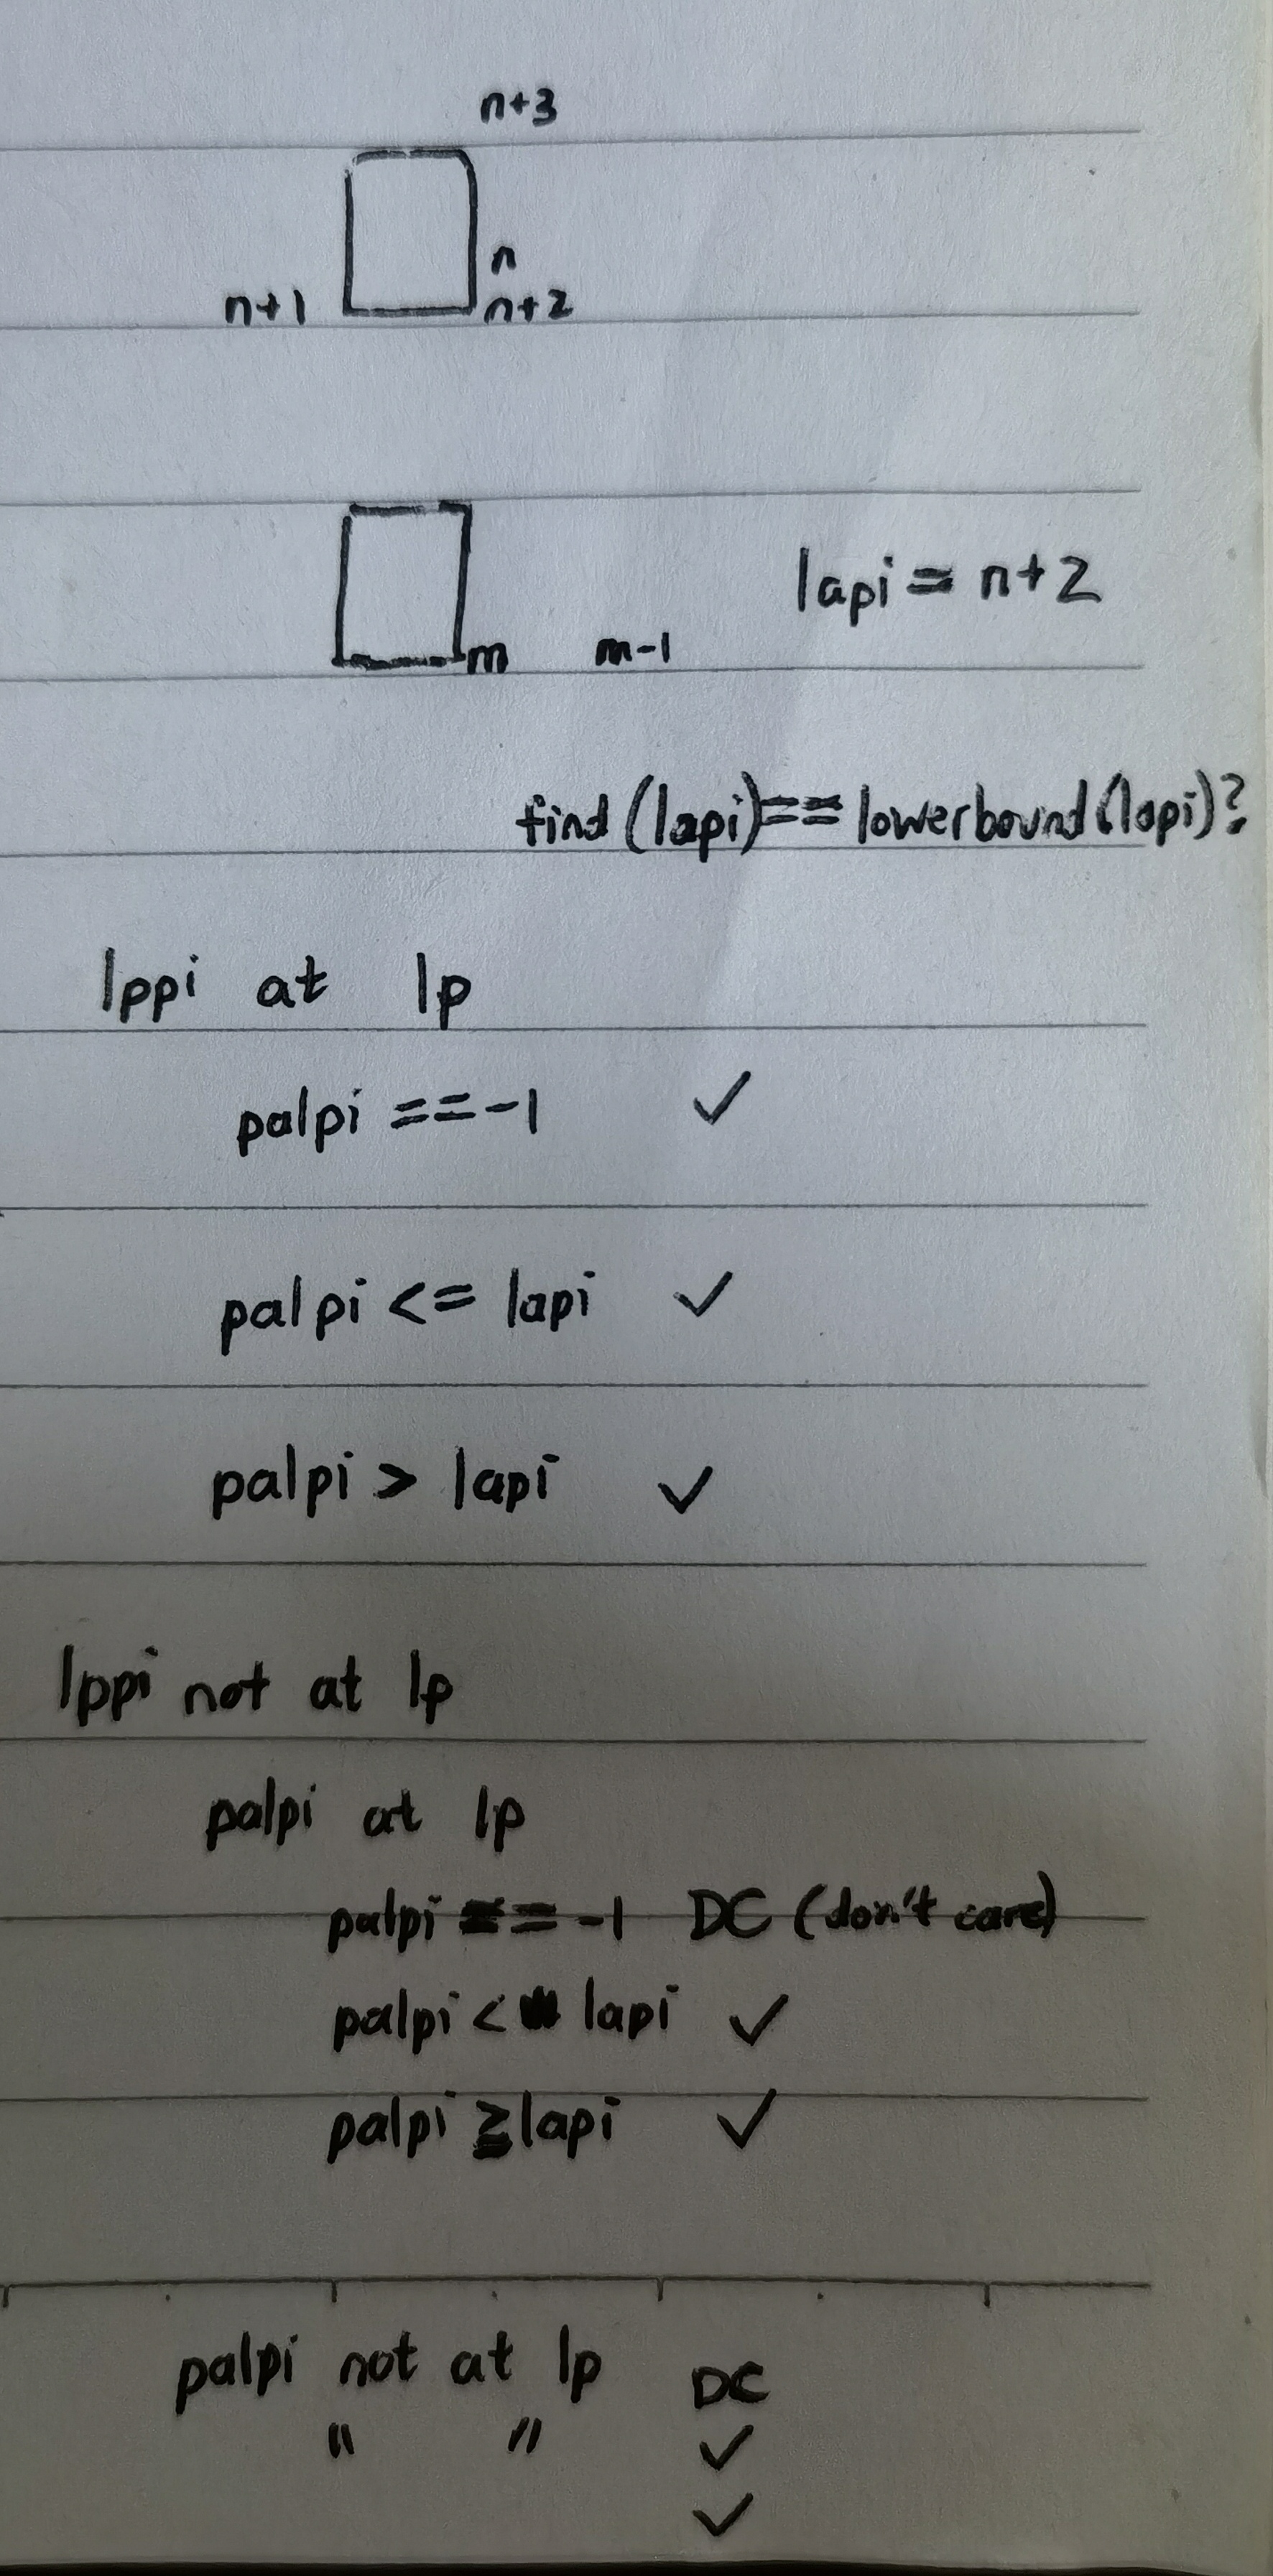 n+3
n
n+1 n+2
lapi = n+2
m m-1
find (lapi) == lowerbound(lapi)?
lppi at lp
palpi == -1 ✓
palpi <= lapi ✓
palpi > lapi ✓
lppi not at lp
palpi at lp
palpi == -1 DC (don't care)
palpi < lapi ✓
palpi ≥ lapi ✓
palpi not at lp DC
" " ✓
✓